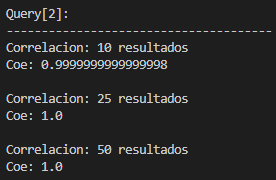 Query[2]:
--------------------------------------
Correlacion: 10 resultados
Coe: 0.9999999999999998
Correlacion: 25 resultados
Coe: 1.0
Correlacion: 50 resultados
Coe: 1.0